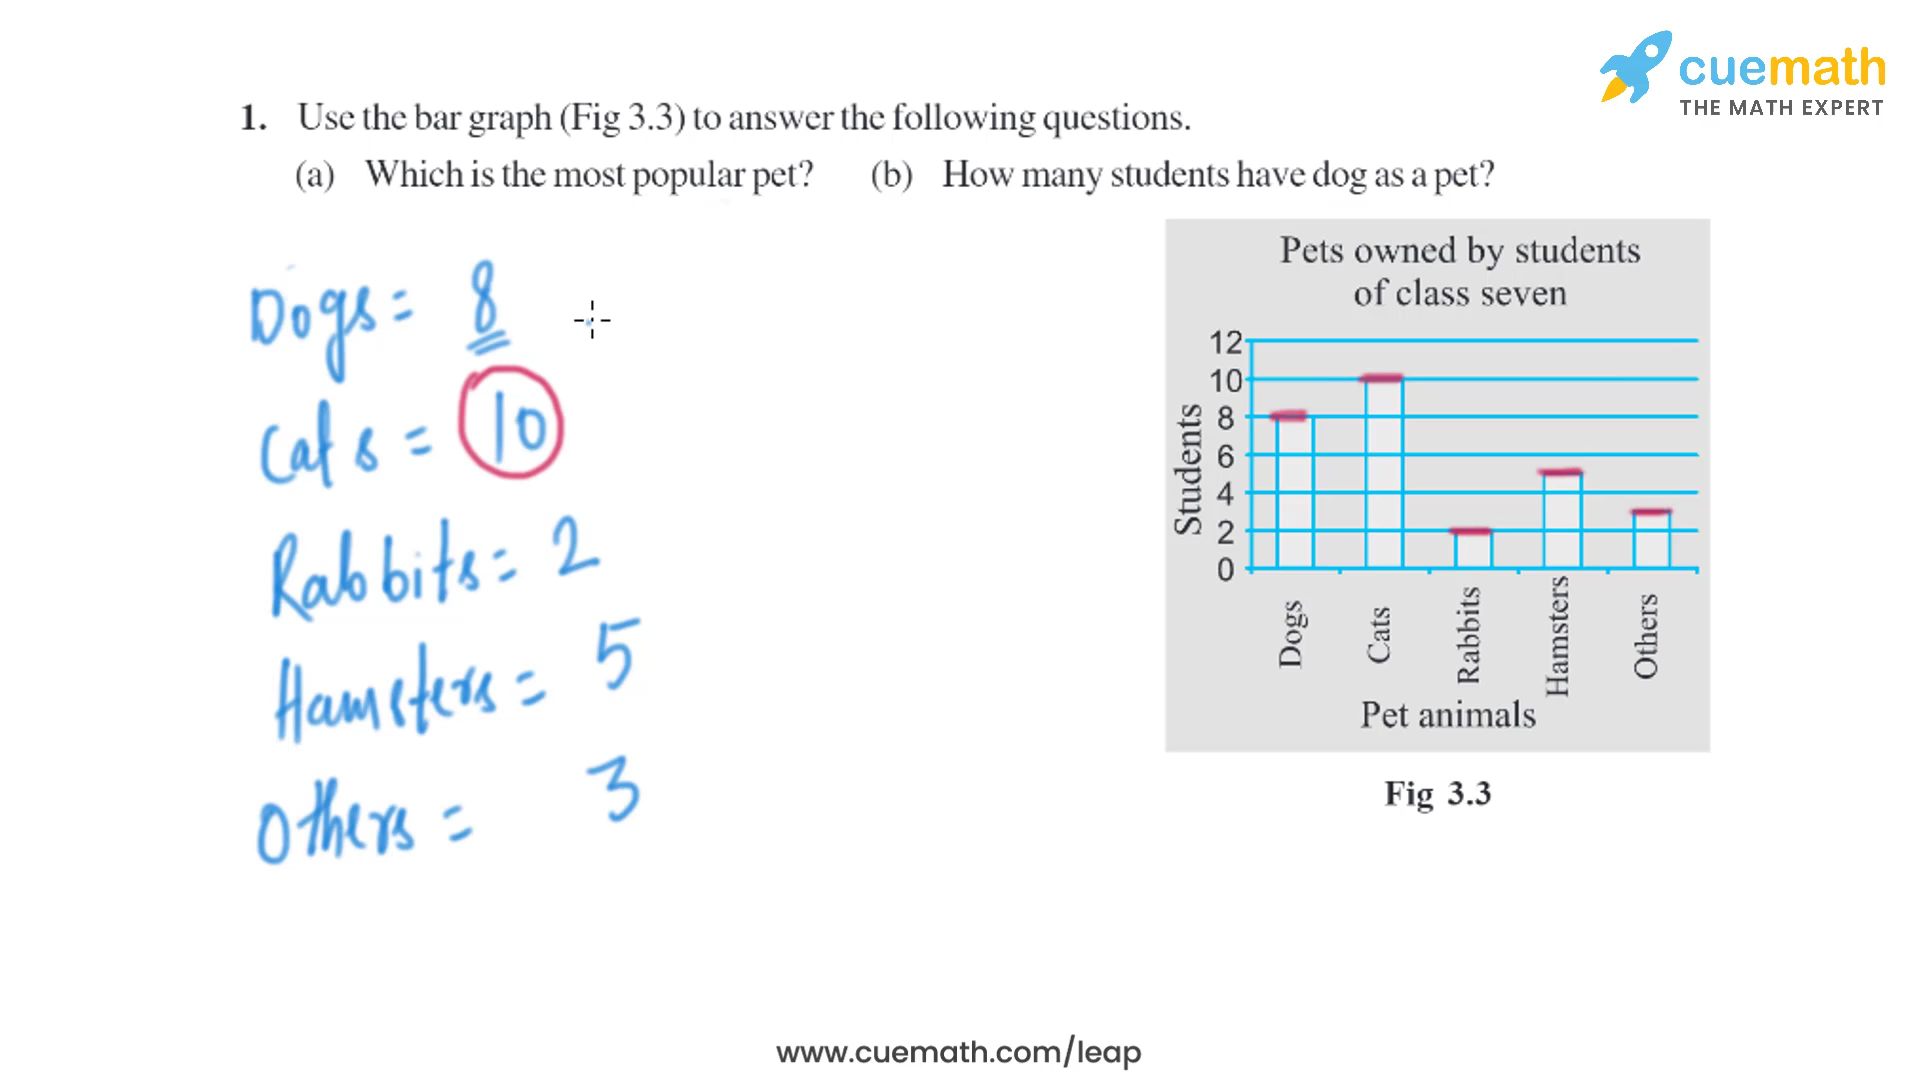 cuemath
THE MATH EXPERT
1. Use the bar graph (Fig 3.3) to answer the following questions.
(a) Which is the most popular pet? (b) How many students have dog as a pet?
Dogs = 8
Cats = 10
Rabbits = 2
Hamsters = 5
Others = 3
Pets owned by students
of class seven
Students
12
10
8
6
4
2
0
Dogs
Cats
Rabbits
Hamsters
Others
Pet animals
Fig 3.3
www.cuemath.com/leap